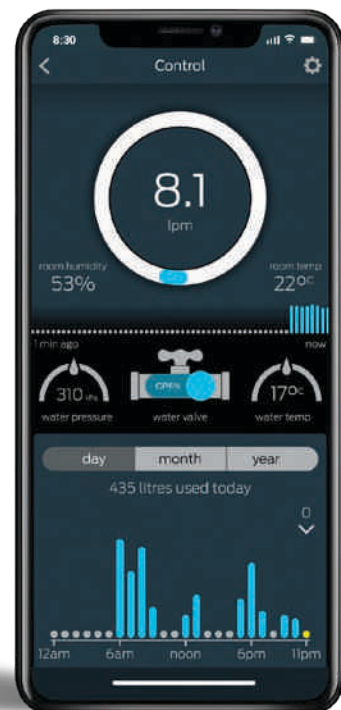 8:30
Control
8.1
lpm
room humidity
53%
room temp
22°C
1 min ago
now
310 kPa
OPEN
17°C
water pressure
water valve
water temp
day
month
year
435 litres used today
0
12am
6am
noon
6pm
11pm